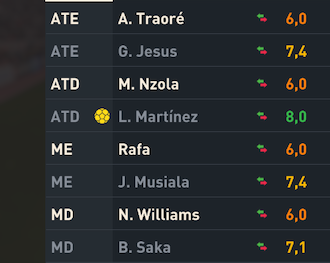 ATE A. Traoré 6,0
ATE G. Jesus 7,4
ATD M. Nzola 6,0
ATD L. Martínez 8,0
ME Rafa 6,0
ME J. Musiala 7,4
MD N. Williams 6,0
MD B. Saka 7,1